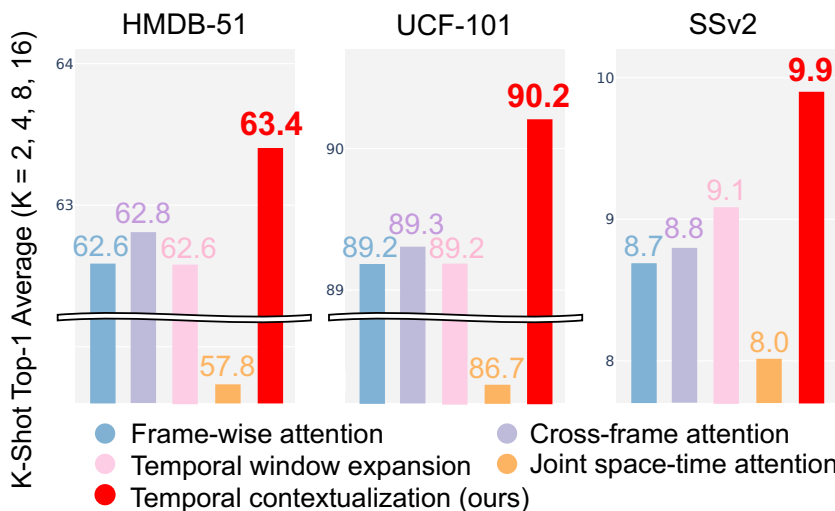 HMDB-51
UCF-101
SSv2
K-Shot Top-1 Average (K = 2, 4, 8, 16)
64
63
62.6
62.8
62.6
57.8
63.4
90
89
89.2
89.3
89.2
86.7
90.2
10
9
8
8.7
8.8
9.1
8.0
9.9
Frame-wise attention
Cross-frame attention
Temporal window expansion
Joint space-time attention
Temporal contextualization (ours)